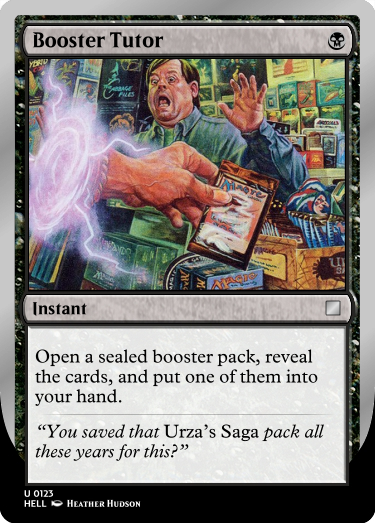 Booster Tutor
Instant
Open a sealed booster pack, reveal
the cards, and put one of them into
your hand.
“You saved that Urza’s Saga pack all
these years for this?”
U 0123
HELL HEATHER HUDSON